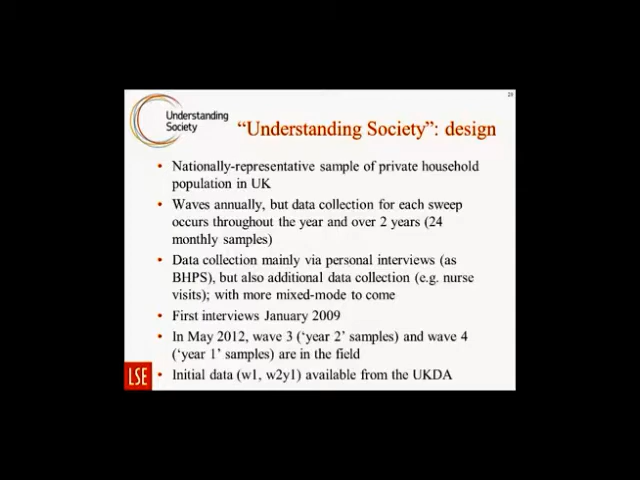 28
Understanding
Society
“Understanding Society”: design
• Nationally-representative sample of private household
population in UK
• Waves annually, but data collection for each sweep
occurs throughout the year and over 2 years (24
monthly samples)
• Data collection mainly via personal interviews (as
BHPS), but also additional data collection (e.g. nurse
visits); with more mixed-mode to come
• First interviews January 2009
• In May 2012, wave 3 (‘year 2’ samples) and wave 4
(‘year 1’ samples) are in the field
• Initial data (w1, w2y1) available from the UKDA
LSE